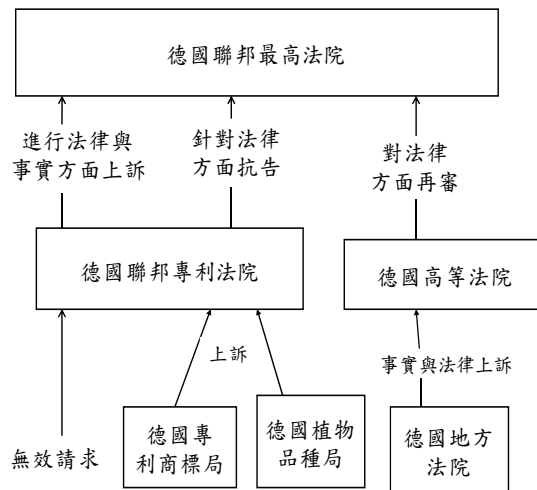 德國聯邦最高法院
進行法律與
事實方面上訴
針對法律
方面抗告
對法律
方面再審
德國聯邦專利法院
德國高等法院
上訴
事實與法律上訴
無效請求
德國專
利商標局
德國植物
品種局
德國地方
法院